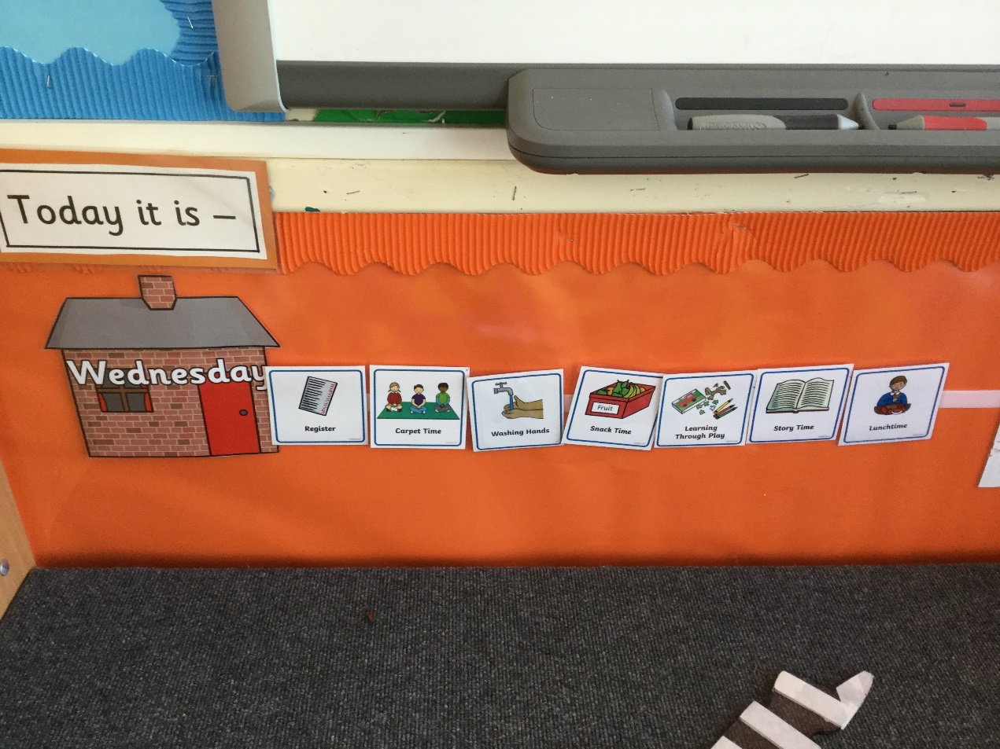 Today it is –
Wednesday
Register
Carpet Time
Washing Hands
Fruit
Snack Time
Learning
Through Play
Story Time
Lunchtime